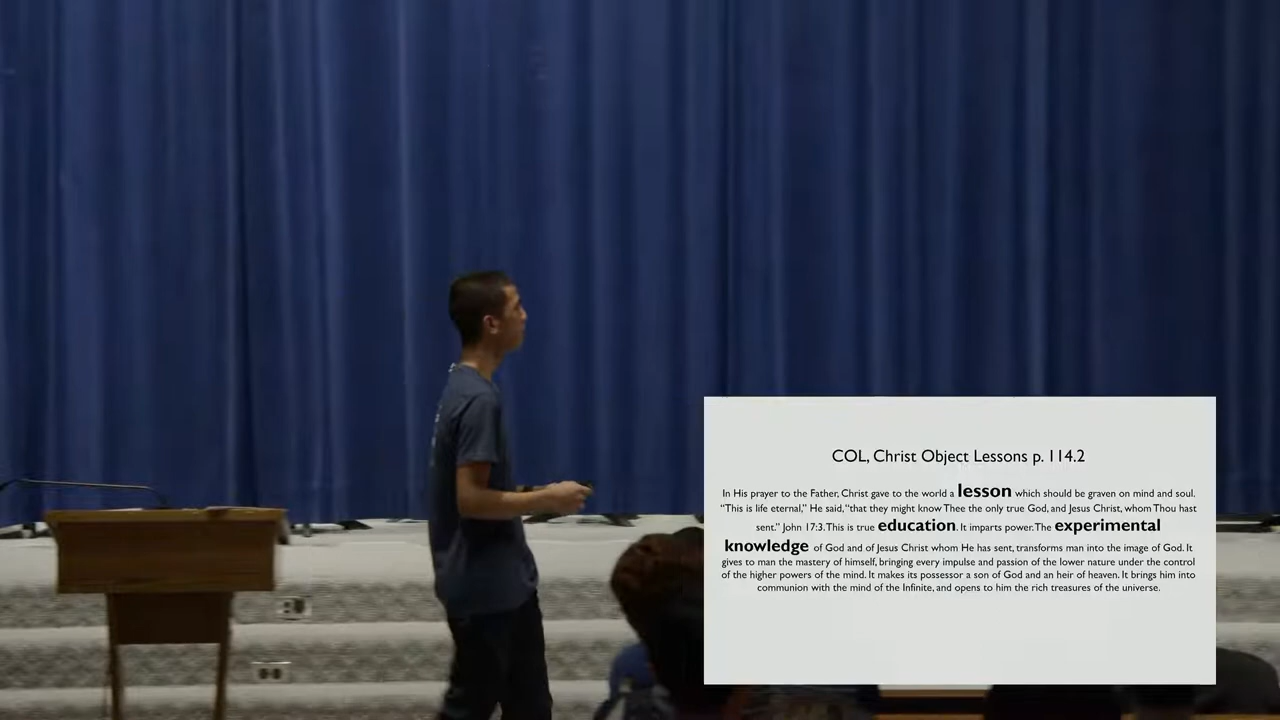 COL, Christ Object Lessons p. 114.2
In His prayer to the Father, Christ gave to the world a lesson which should be graven on mind and soul.
“This is life eternal,” He said, “that they might know Thee the only true God, and Jesus Christ, whom Thou hast
sent.” John 17:3. This is true education. It imparts power. The experimental
knowledge of God and of Jesus Christ whom He has sent, transforms man into the image of God. It
gives to man the mastery of himself, bringing every impulse and passion of the lower nature under the control
of the higher powers of the mind. It makes its possessor a son of God and an heir of heaven. It brings him into
communion with the mind of the Infinite, and opens to him the rich treasures of the universe.